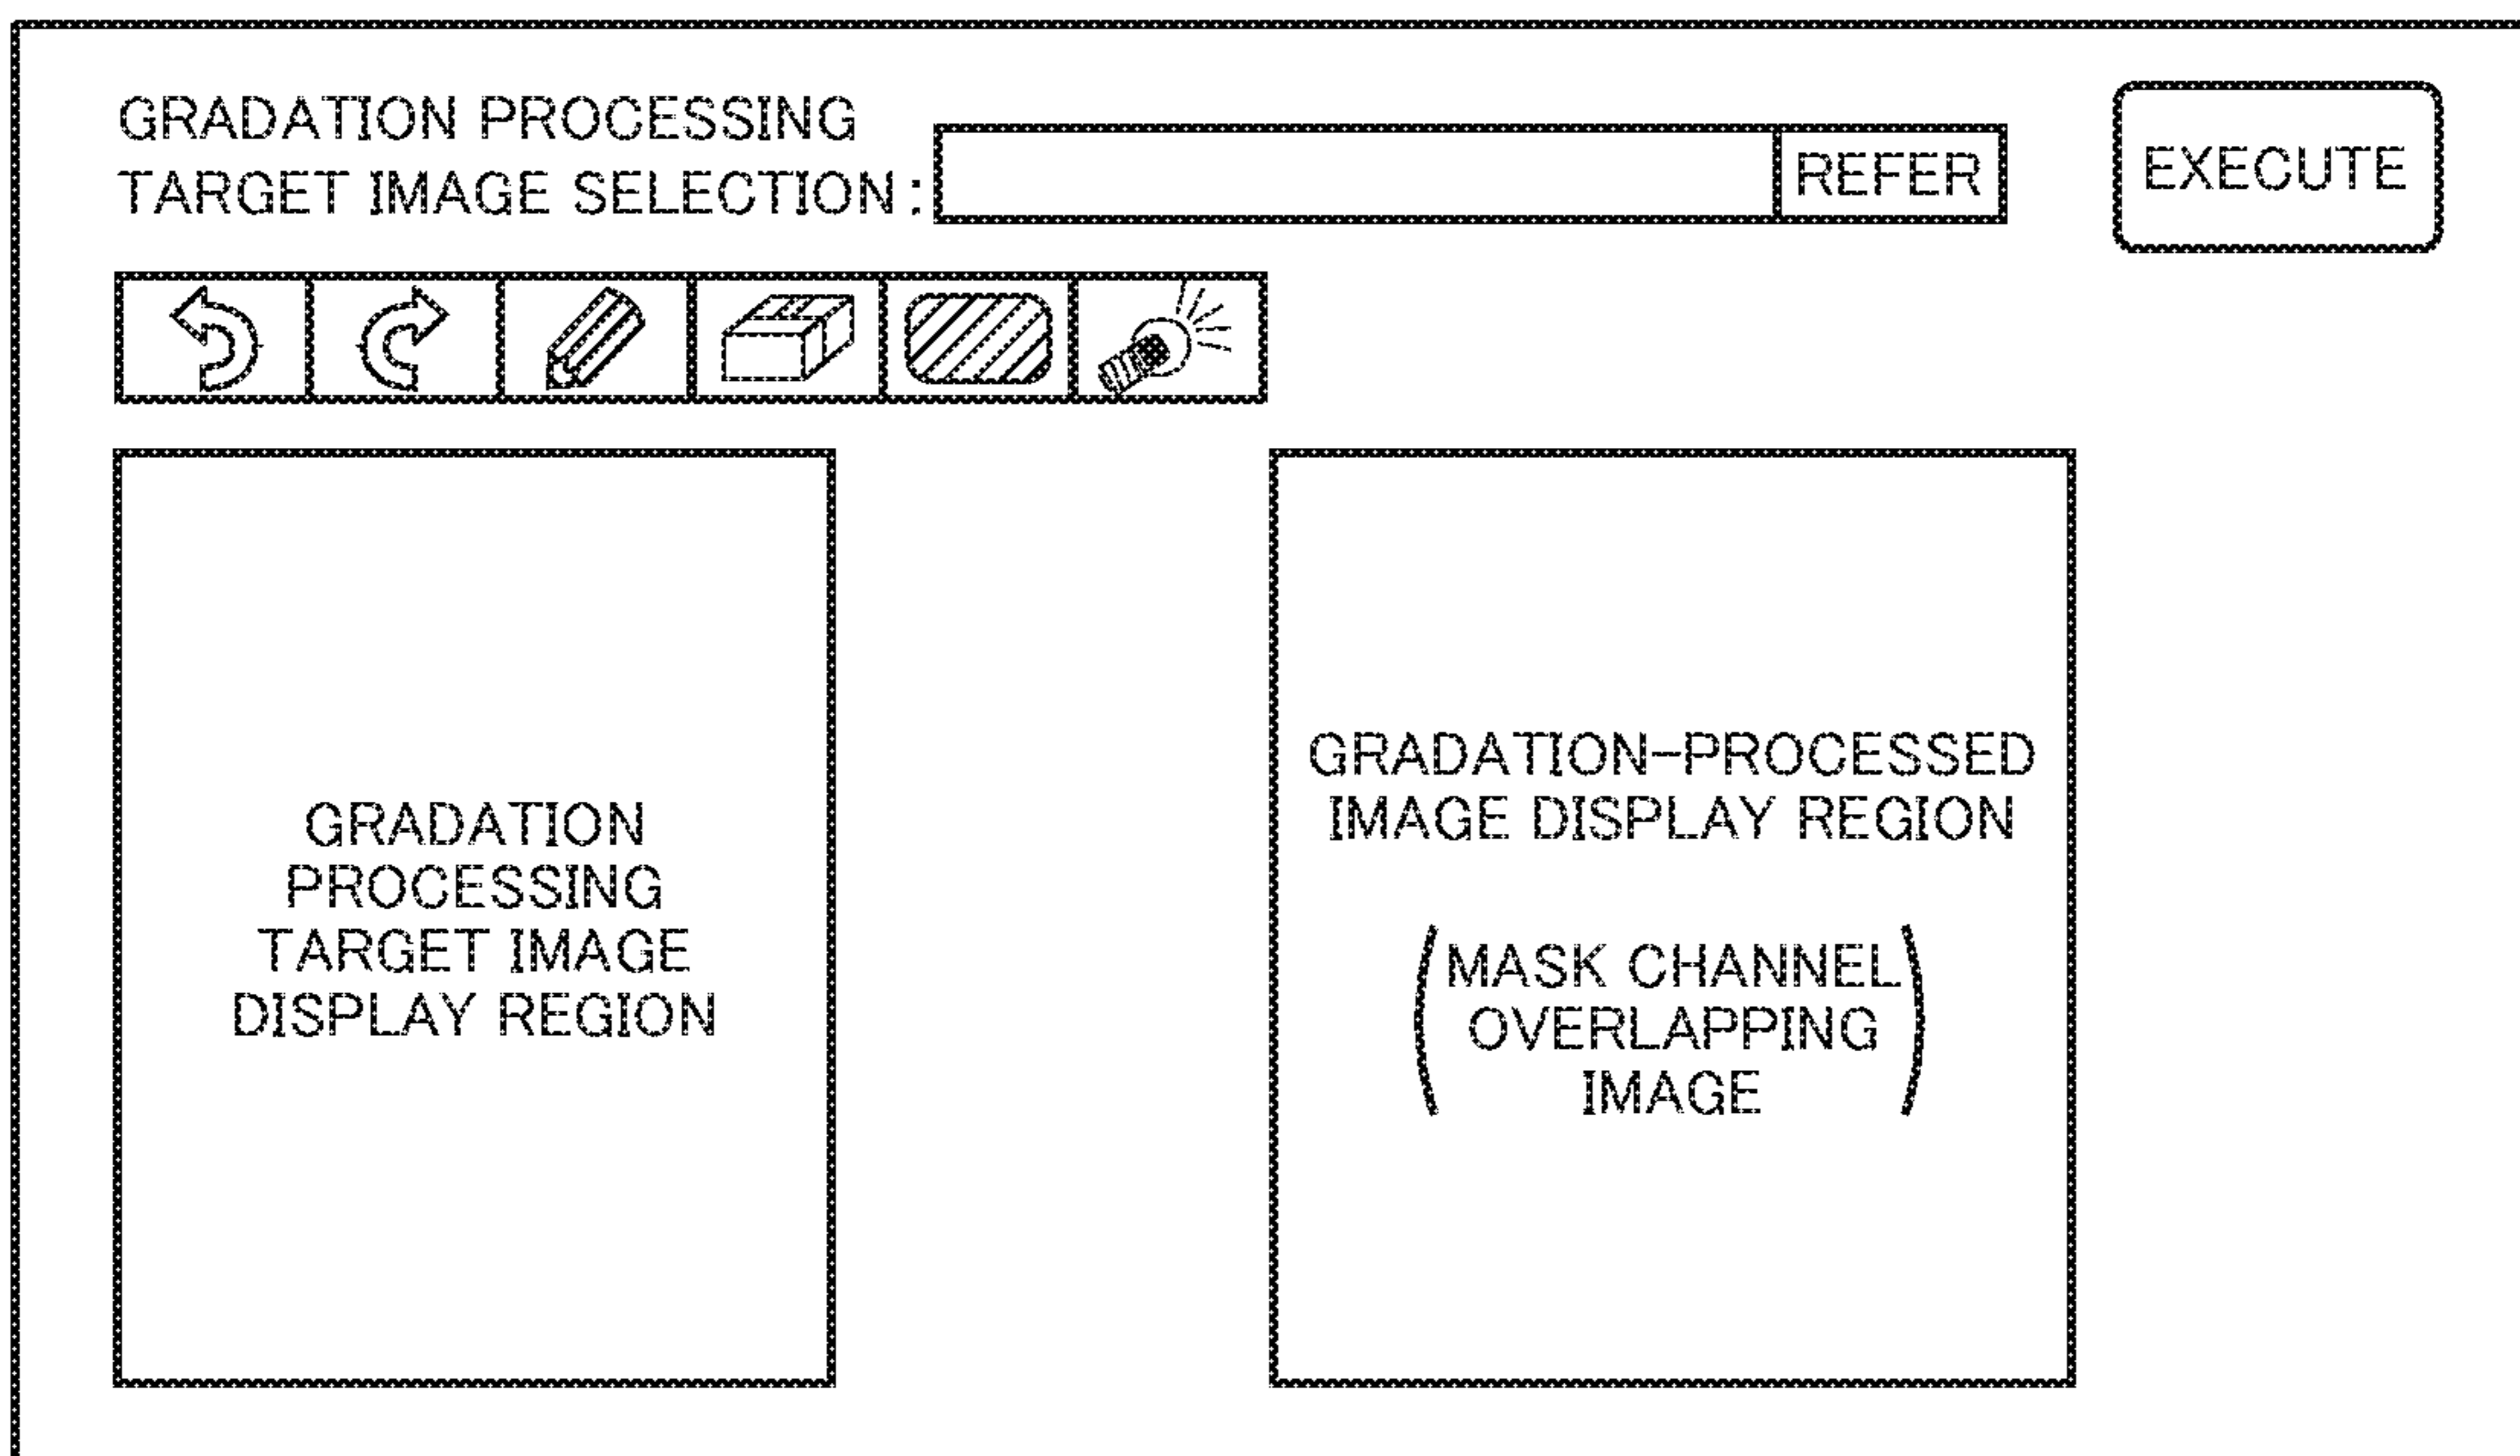 GRADATION PROCESSING
TARGET IMAGE SELECTION:
REFER
EXECUTE
GRADATION
PROCESSING
TARGET IMAGE
DISPLAY REGION
GRADATION-PROCESSED
IMAGE DISPLAY REGION
(MASK CHANNEL
OVERLAPPING
IMAGE)